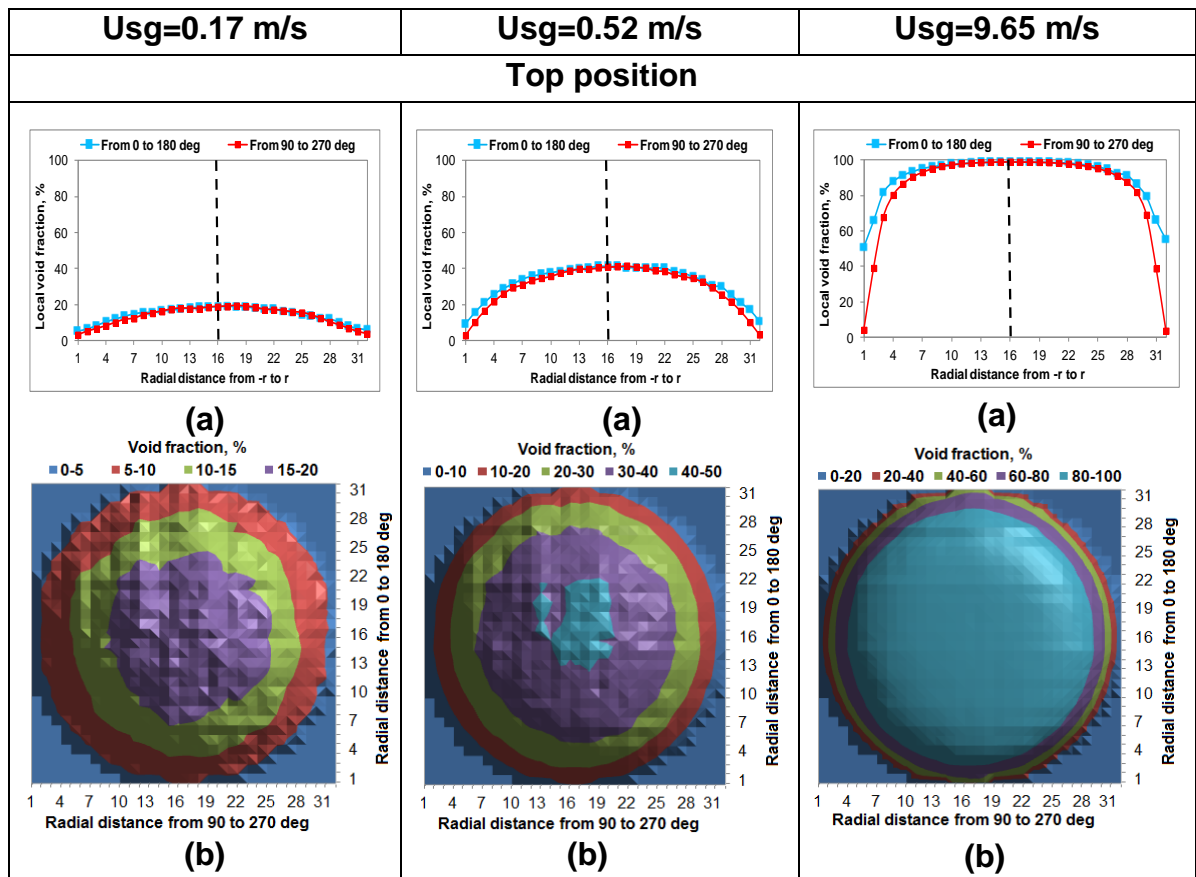 Usg=0.17 m/s
Usg=0.52 m/s
Usg=9.65 m/s
Top position
From 0 to 180 deg From 90 to 270 deg
Local void fraction, %
100
80
60
40
20
0
1 4 7 10 13 16 19 22 25 28 31
Radial distance from -r to r
(a)
From 0 to 180 deg From 90 to 270 deg
Local void fraction, %
100
80
60
40
20
0
1 4 7 10 13 16 19 22 25 28 31
Radial distance from -r to r
(a)
From 0 to 180 deg From 90 to 270 deg
Local void fraction, %
100
80
60
40
20
0
1 4 7 10 13 16 19 22 25 28 31
Radial distance from -r to r
(a)
Void fraction, %
0-5 5-10 10-15 15-20
31
28
25
22
19
16
13
10
7
4
1
Radial distance from 0 to 180 deg
1 4 7 10 13 16 19 22 25 28 31
Radial distance from 90 to 270 deg
(b)
Void fraction, %
0-10 10-20 20-30 30-40 40-50
31
28
25
22
19
16
13
10
7
4
1
Radial distance from 0 to 180 deg
1 4 7 10 13 16 19 22 25 28 31
Radial distance from 90 to 270 deg
(b)
Void fraction, %
0-20 20-40 40-60 60-80 80-100
31
28
25
22
19
16
13
10
7
4
1
Radial distance from 0 to 180 deg
1 4 7 10 13 16 19 22 25 28 31
Radial distance from 90 to 270 deg
(b)